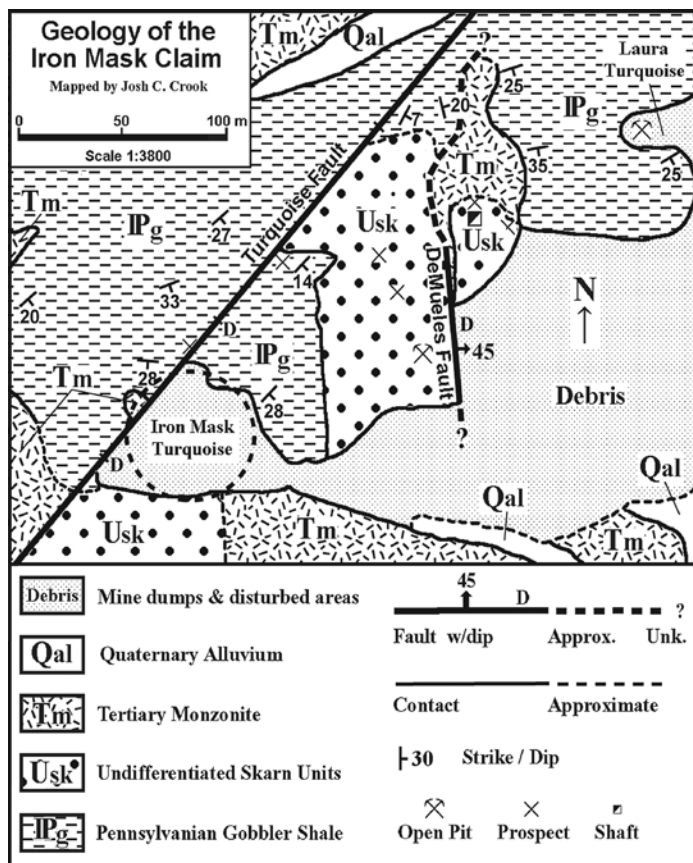 Geology of the
Iron Mask Claim
Mapped by Josh C. Crook
0 50 100 m
Scale 1:3800
Tm
Qal
?
Laura
Turquoise
25
20
7
ℙg
Tm
35
25
Turquoise Fault
Tm
ℙg
27
Usk
Usk
14
N
33
20
D
DeMueles Fault
D
45
ℙg
Tm
28
28
Debris
Iron Mask
Turquoise
?
D
Qal
Qal
Usk
Tm
Tm
Debris Mine dumps & disturbed areas
Qal Quaternary Alluvium
Tm Tertiary Monzonite
Usk Undifferentiated Skarn Units
ℙg Pennsylvanian Gobbler Shale
45 D ?
Fault w/dip Approx. Unk.
Contact Approximate
30 Strike / Dip
Open Pit Prospect Shaft